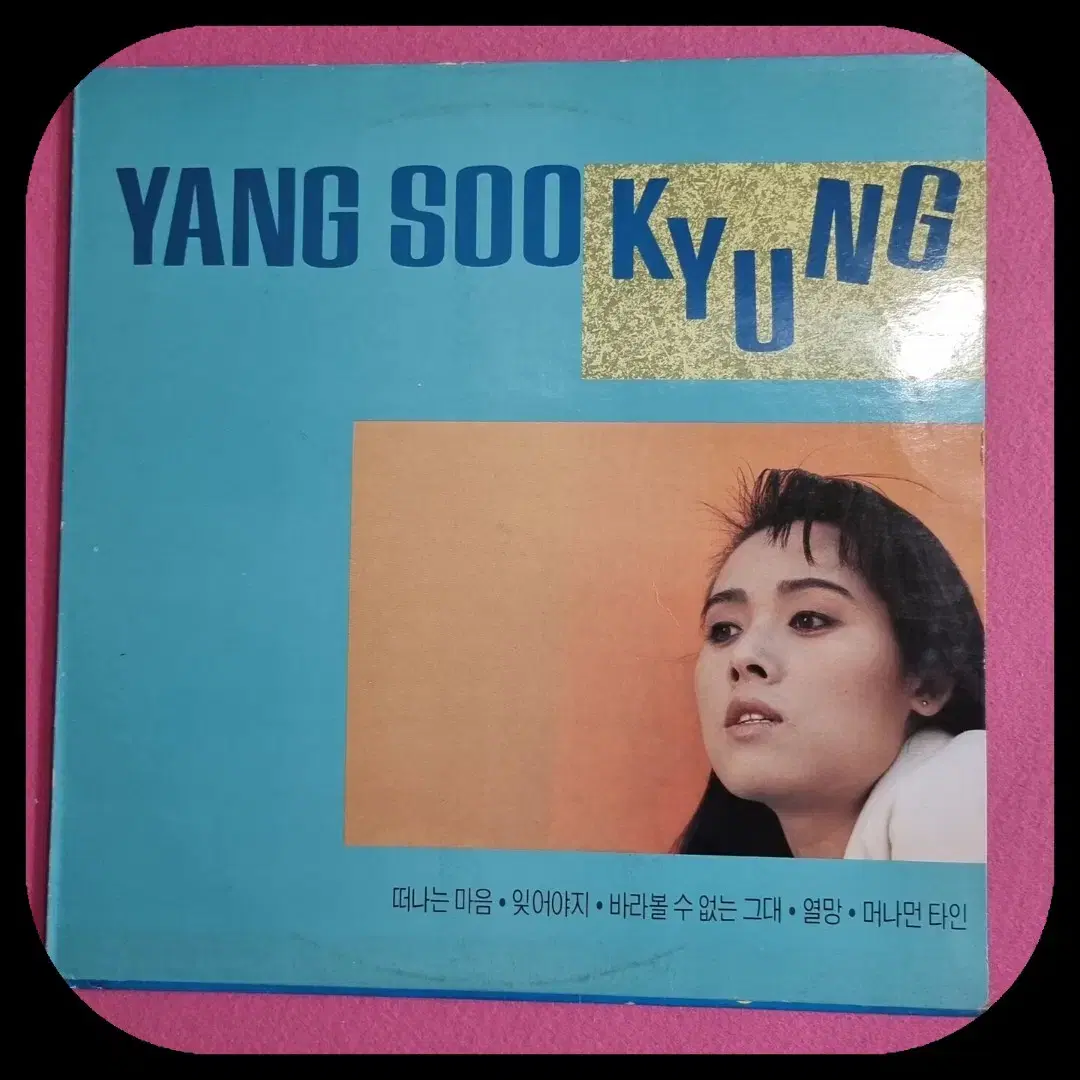 YANG SOO KYUNG
떠나는 마음 • 잊어야지 • 바라볼 수 없는 그대 • 열망 • 머나먼 타인